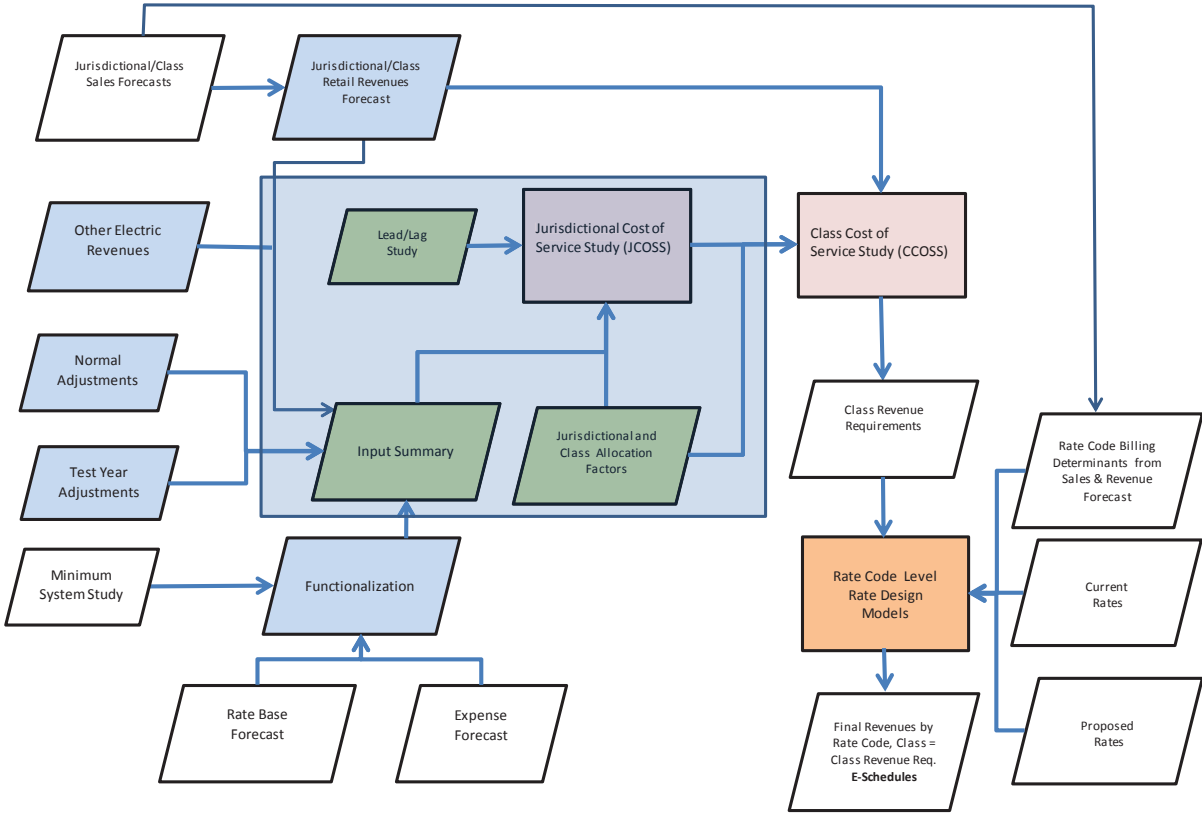 Jurisdictional/Class
Sales Forecasts
Jurisdictional/Class
Retail Revenues
Forecast
Other Electric
Revenues
Lead/Lag
Study
Jurisdictional Cost of
Service Study (JCOSS)
Class Cost of
Service Study (CCOSS)
Normal
Adjustments
Test Year
Adjustments
Input Summary
Jurisdictional and
Class Allocation
Factors
Class Revenue
Requirements
Rate Code Billing
Determinants from
Sales & Revenue
Forecast
Minimum
System Study
Functionalization
Rate Code Level
Rate Design
Models
Current
Rates
Rate Base
Forecast
Expense
Forecast
Final Revenues by
Rate Code, Class =
Class Revenue Req.
E-Schedules
Proposed
Rates